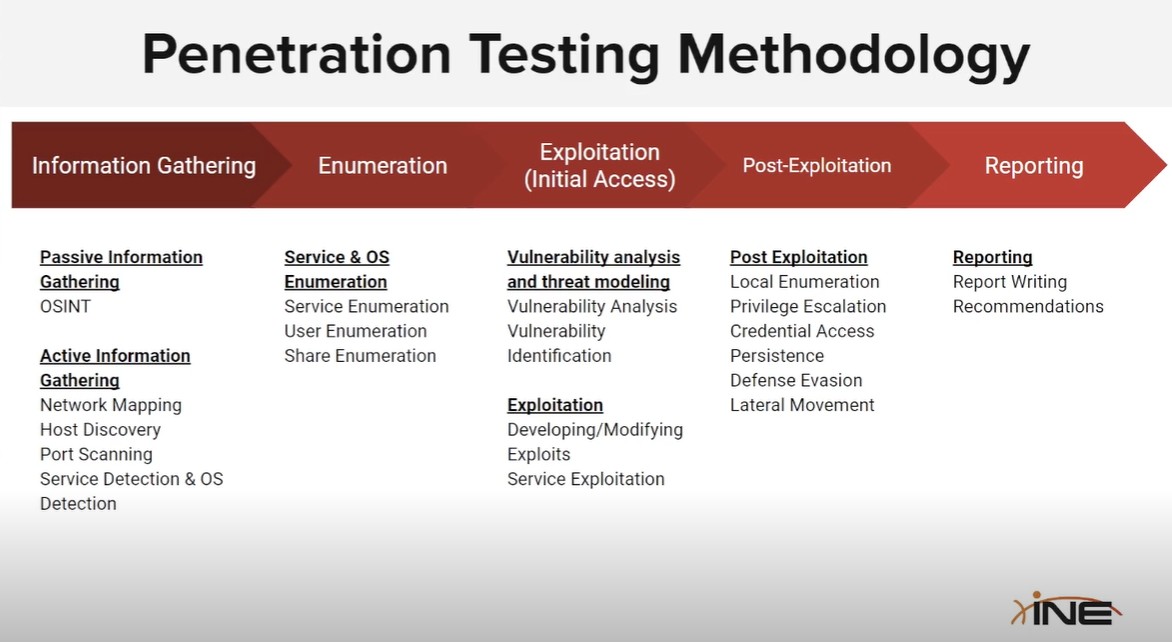 Penetration Testing Methodology
Information Gathering
Enumeration
Exploitation
(Initial Access)
Post-Exploitation
Reporting
Passive Information
Gathering
OSINT
Active Information
Gathering
Network Mapping
Host Discovery
Port Scanning
Service Detection & OS
Detection
Service & OS
Enumeration
Service Enumeration
User Enumeration
Share Enumeration
Vulnerability analysis
and threat modeling
Vulnerability Analysis
Vulnerability
Identification
Exploitation
Developing/Modifying
Exploits
Service Exploitation
Post Exploitation
Local Enumeration
Privilege Escalation
Credential Access
Persistence
Defense Evasion
Lateral Movement
Reporting
Report Writing
Recommendations
iNE